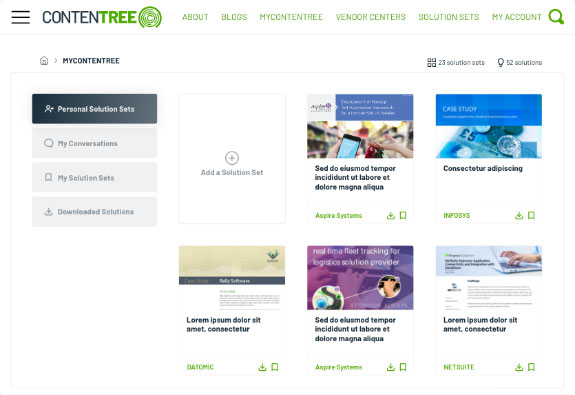 CONTENTREE
ABOUT
BLOGS
MYCONTENTREE
VENDOR CENTERS
SOLUTION SETS
MY ACCOUNT
MYCONTENTREE
23 solution sets
52 solutions
Personal Solution Sets
My Conversations
My Solution Sets
Downloaded Solutions
Add a Solution Set
Sed do eiusmod tempor
incididunt ut labore et
dolore magna aliqua
Aspire Systems
CASE STUDY
Consectetur adipiscing
INFOSYS
Case Study
Rally Software
Lorem ipsum dolor sit
amet, consectetur
DATOMIC
real time fleet tracking for
logistics solution provider
ATTENTION. ALWAYS.
Sed do eiusmod tempor
incididunt ut labore et
dolore magna aliqua
Aspire Systems
Lorem ipsum dolor sit
amet, consectetur
NETSUITE